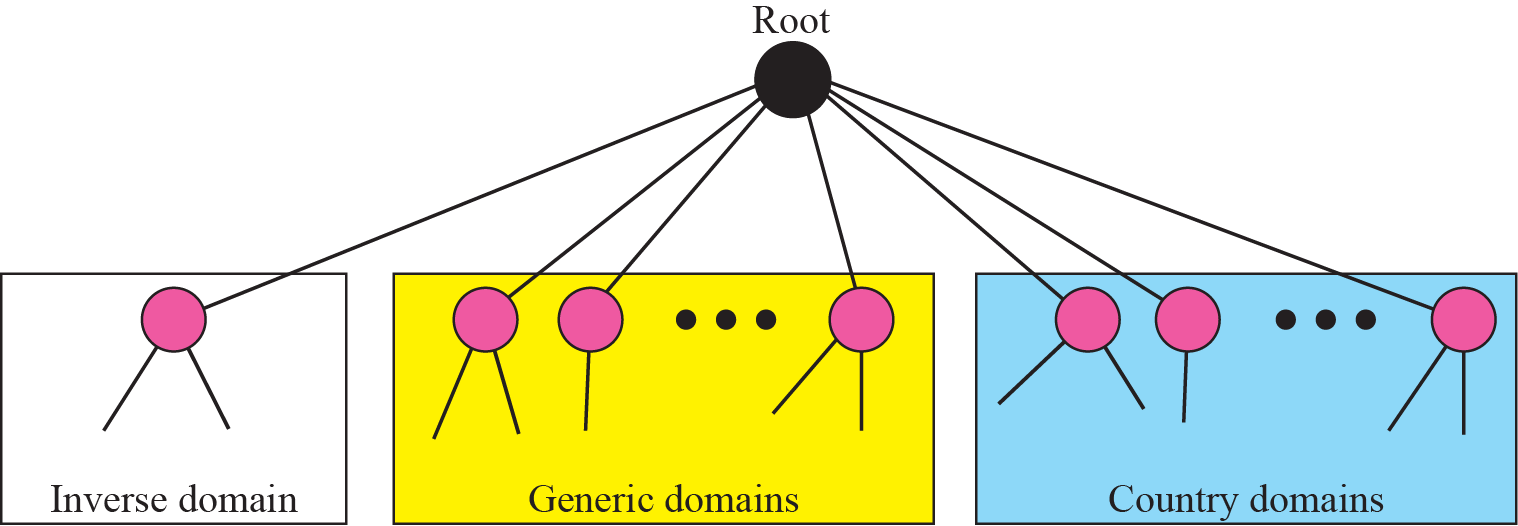 Root
Inverse domain
Generic domains
Country domains